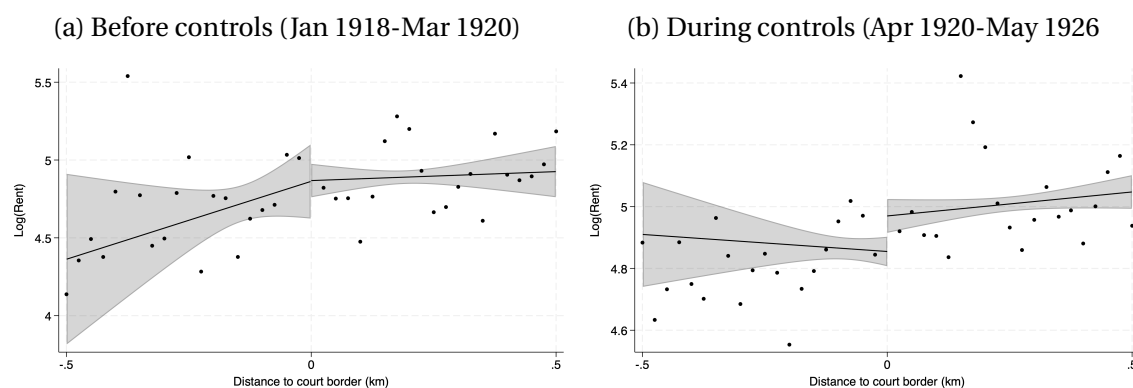 (a) Before controls (Jan 1918-Mar 1920)
5.5
5
4.5
4
Log(Rent)
-.5
0
.5
Distance to court border (km)
(b) During controls (Apr 1920-May 1926
5.4
5.2
5
4.8
4.6
Log(Rent)
-.5
0
.5
Distance to court border (km)